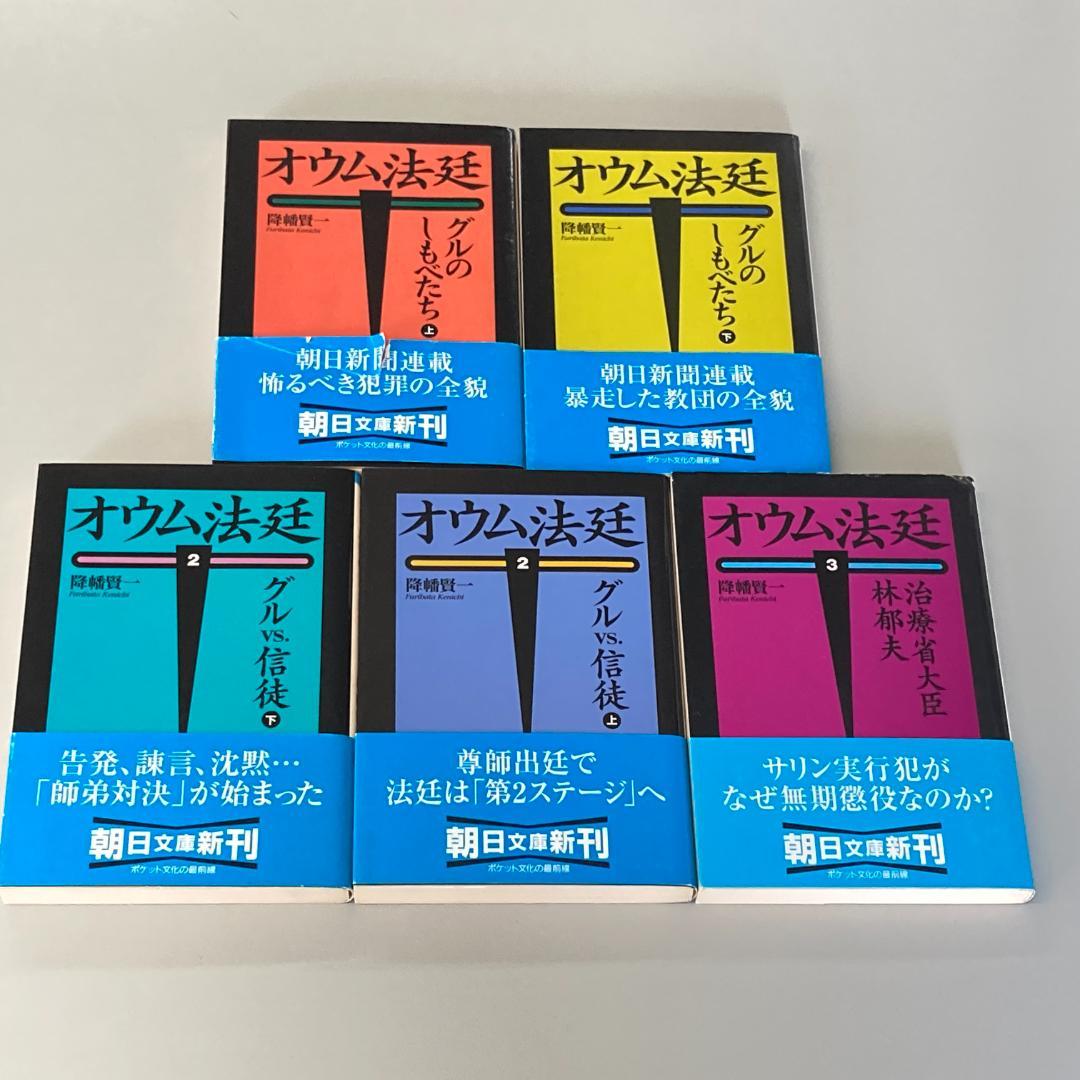 オウム法廷
降幡賢一
Furihata Kenichi
グルの
しもべたち 上
朝日新聞連載
怖るべき犯罪の全貌
朝日文庫新刊
ポケット文化の最前線
オウム法廷
降幡賢一
Furihata Kenichi
グルの
しもべたち 下
朝日新聞連載
暴走した教団の全貌
朝日文庫新刊
ポケット文化の最前線
オウム法廷
2
降幡賢一
Furihata Kenichi
グルvs.信徒 下
告発、諫言、沈黙…
「師弟対決」が始まった
朝日文庫新刊
ポケット文化の最前線
オウム法廷
2
降幡賢一
Furihata Kenichi
グルvs.信徒 上
尊師出廷で
法廷は「第2ステージ」へ
朝日文庫新刊
ポケット文化の最前線
オウム法廷
3
降幡賢一
Furihata Kenichi
治療省大臣
林郁夫
サリン実行犯が
なぜ無期懲役なのか?
朝日文庫新刊
ポケット文化の最前線